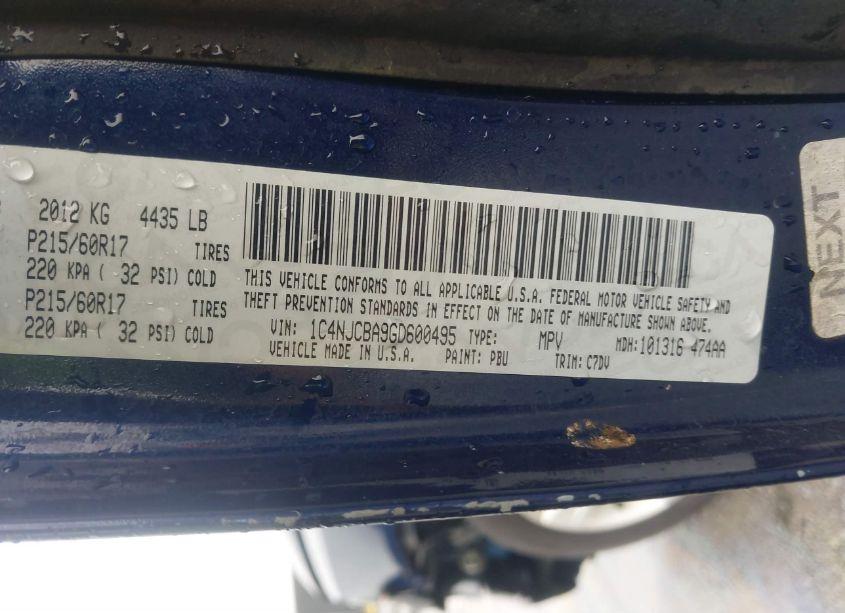 2012 KG 4435 LB
P215/60R17 TIRES
220 KPA ( 32 PSI) COLD
P215/60R17 TIRES
220 KPA ( 32 PSI) COLD
THIS VEHICLE CONFORMS TO ALL APPLICABLE U.S.A. FEDERAL MOTOR VEHICLE SAFETY AND
THEFT PREVENTION STANDARDS IN EFFECT ON THE DATE OF MANUFACTURE SHOWN ABOVE.
VIN: 1C4NJCBA9GD600495 TYPE: MPV MDH:101316 474AA
VEHICLE MADE IN U.S.A. PAINT: PBU TRIM: C7DV
NEXT